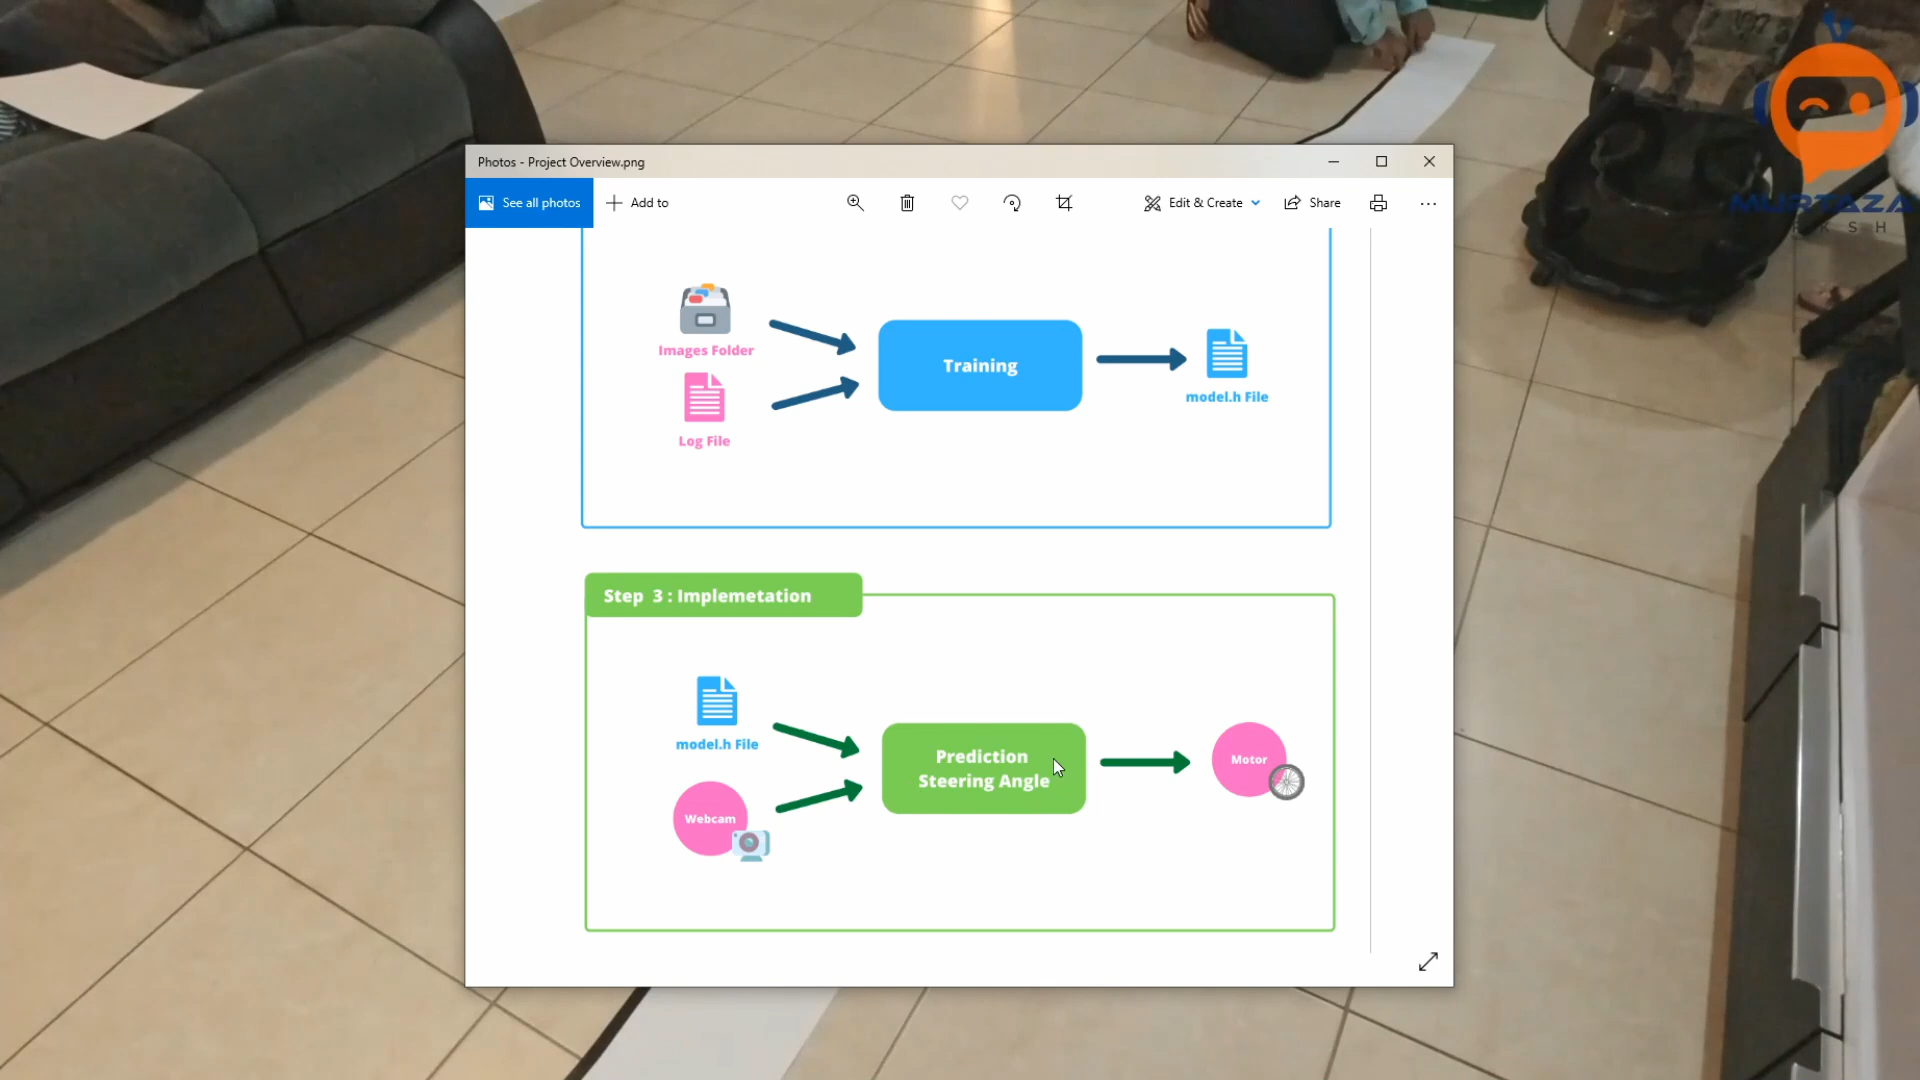 Photos - Project Overview.png
See all photos
Add to
Edit & Create
Share
Images Folder
Training
model.h File
Log File
Step 3 : Implemetation
model.h File
Prediction
Steering Angle
Motor
Webcam
MURTAZA
K S H